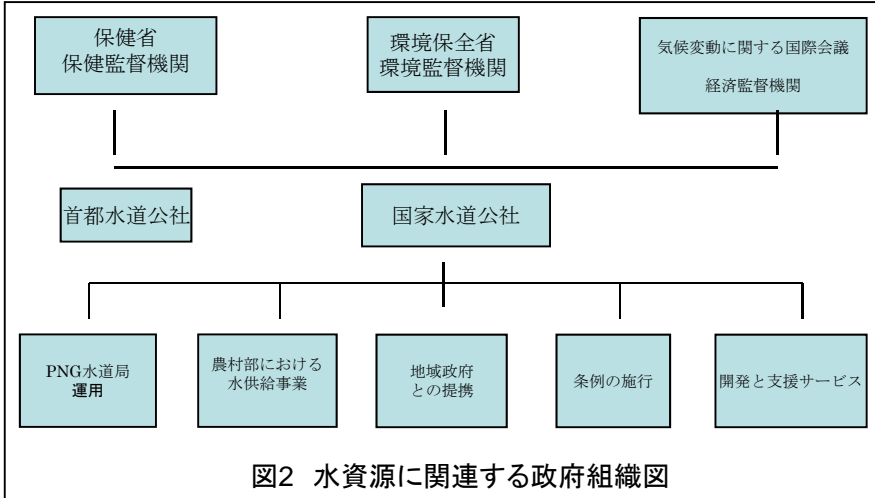 保健省
保健監督機関
環境保全省
環境監督機関
気候変動に関する国際会議
経済監督機関
首都水道公社
国家水道公社
PNG水道局
運用
農村部における
水供給事業
地域政府
との提携
条例の施行
開発と支援サービス
図2 水資源に関連する政府組織図